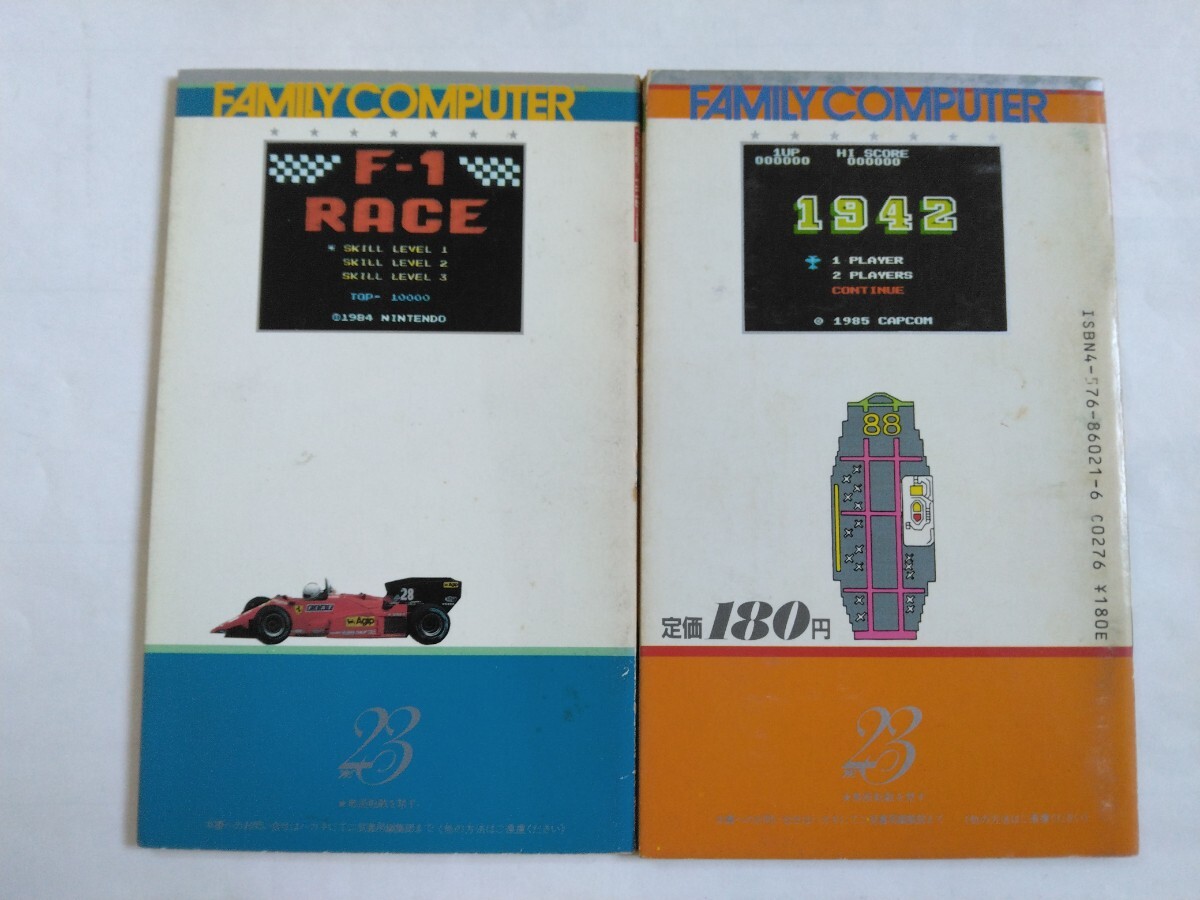 FAMILY COMPUTER
F-1
RACE
SKILL LEVEL 1
SKILL LEVEL 2
SKILL LEVEL 3
TOP- 10000
©1984 NINTENDO
28
Agip
23
FAMILY COMPUTER
1UP HI SCORE
000000 000000
1942
1 PLAYER
2 PLAYERS
CONTINUE
© 1985 CAPCOM
88
定価180円
ISBN4-576-86021-6 C0276 ¥180E
23